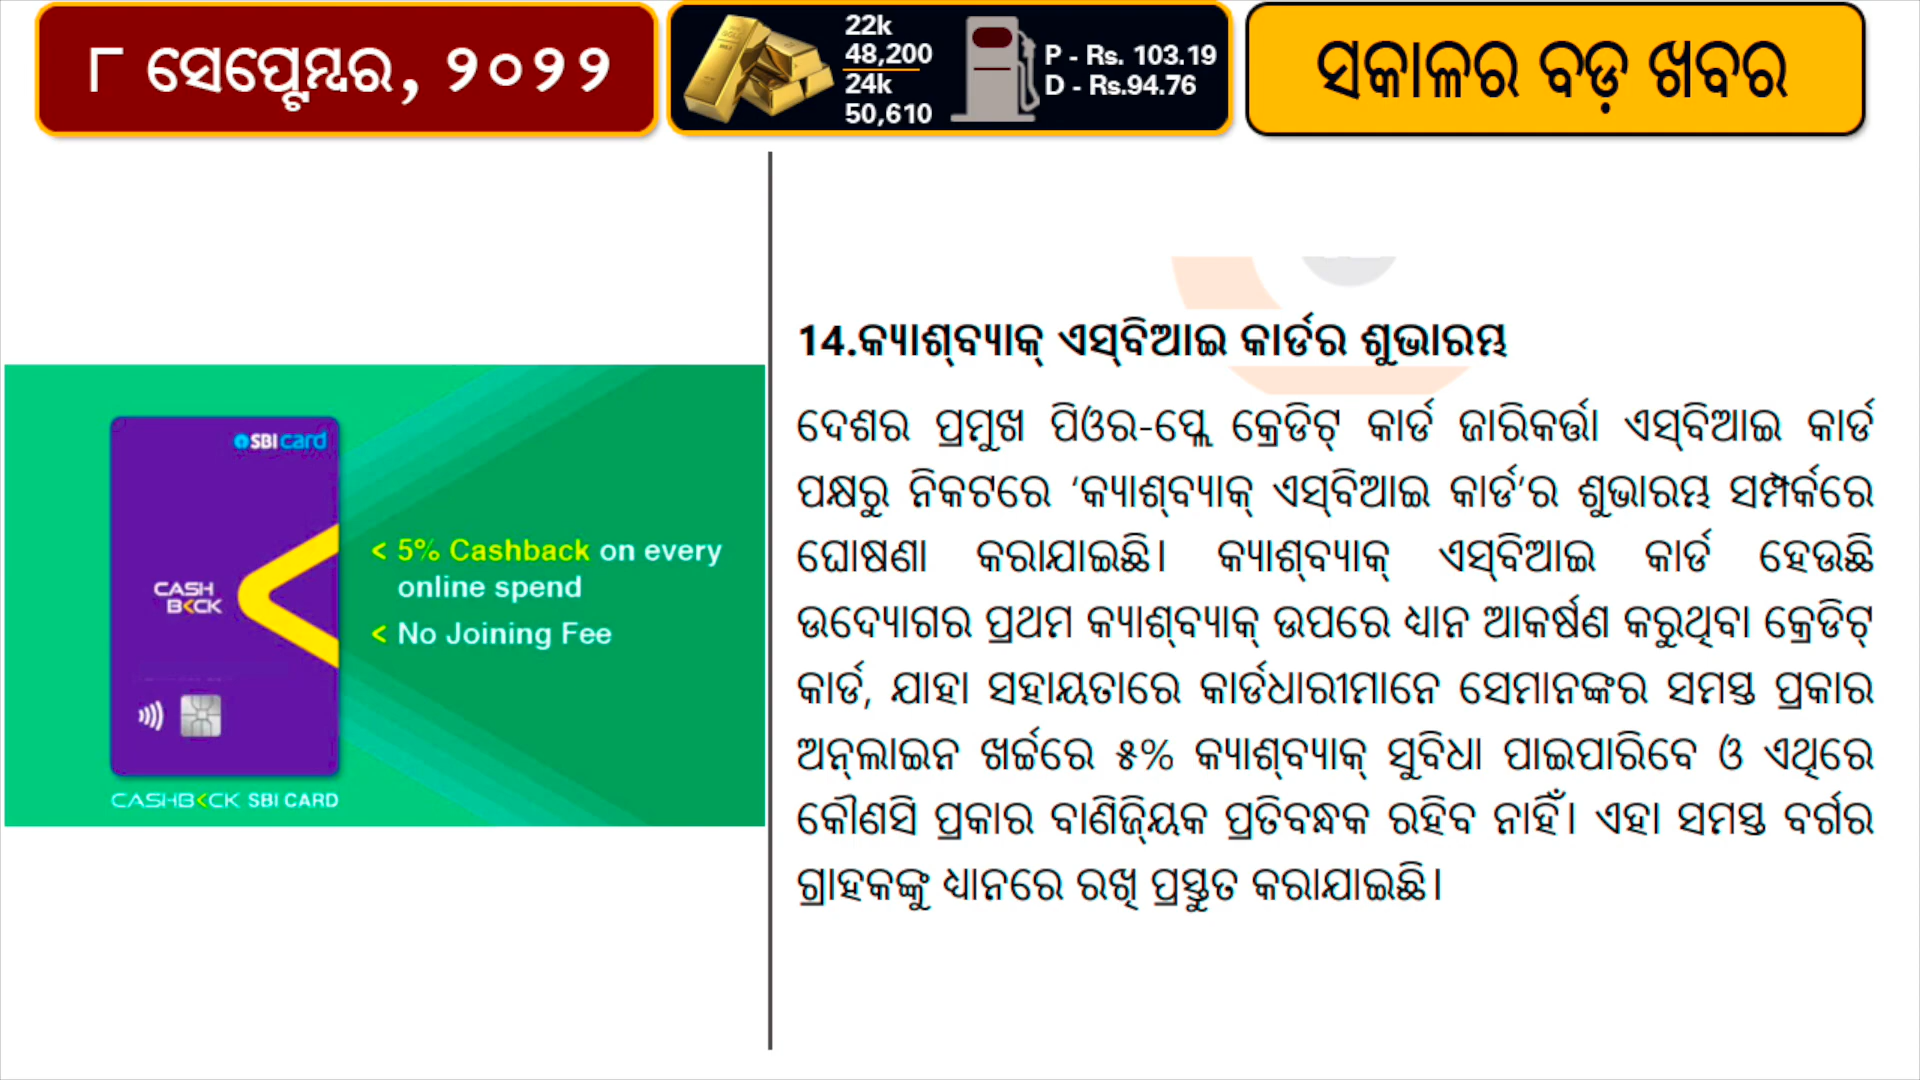 ୮ ସେପ୍ଟେମ୍ବର, ୨୦୨୨
22k
48,200
24k
50,610
P - Rs. 103.19
D - Rs.94.76
ସକାଳର ବଡ଼ ଖବର
SBI card
CASH
B<CK
< 5% Cashback on every
online spend
< No Joining Fee
CASHB<CK SBI CARD
14.କ୍ୟାଶ୍‌ବ୍ୟାକ୍ ଏସ୍‌ବିଆଇ କାର୍ଡର ଶୁଭାରମ୍ଭ
ଦେଶର ପ୍ରମୁଖ ପିଓର-ପ୍ଲେ କ୍ରେଡିଟ୍ କାର୍ଡ ଜାରିକର୍ତ୍ତା ଏସ୍‌ବିଆଇ କାର୍ଡ
ପକ୍ଷରୁ ନିକଟରେ ‘କ୍ୟାଶ୍‌ବ୍ୟାକ୍ ଏସ୍‌ବିଆଇ କାର୍ଡ’ର ଶୁଭାରମ୍ଭ ସମ୍ପର୍କରେ
ଘୋଷଣା କରାଯାଇଛି। କ୍ୟାଶ୍‌ବ୍ୟାକ୍ ଏସ୍‌ବିଆଇ କାର୍ଡ ହେଉଛି
ଉଦ୍ୟୋଗର ପ୍ରଥମ କ୍ୟାଶ୍‌ବ୍ୟାକ୍ ଉପରେ ଧ୍ୟାନ ଆକର୍ଷଣ କରୁଥିବା କ୍ରେଡିଟ୍
କାର୍ଡ, ଯାହା ସହାୟତାରେ କାର୍ଡଧାରୀମାନେ ସେମାନଙ୍କର ସମସ୍ତ ପ୍ରକାର
ଅନ୍‌ଲାଇନ ଖର୍ଚ୍ଚରେ ୫% କ୍ୟାଶ୍‌ବ୍ୟାକ୍ ସୁବିଧା ପାଇପାରିବେ ଓ ଏଥିରେ
କୌଣସି ପ୍ରକାର ବାଣିଜ୍ୟିକ ପ୍ରତିବନ୍ଧକ ରହିବ ନାହିଁ। ଏହା ସମସ୍ତ ବର୍ଗର
ଗ୍ରାହକଙ୍କୁ ଧ୍ୟାନରେ ରଖି ପ୍ରସ୍ତୁତ କରାଯାଇଛି।